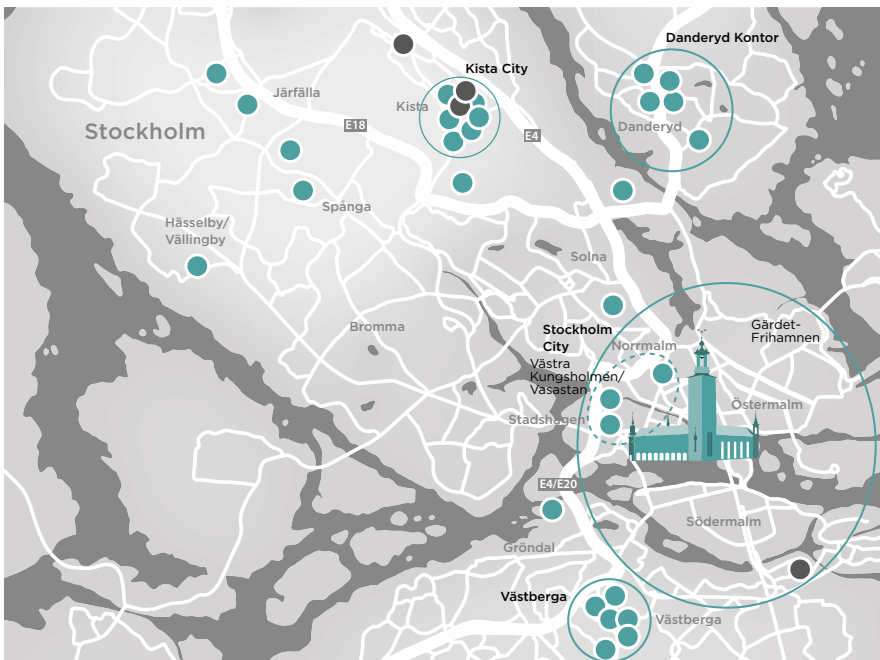 Danderyd Kontor
Kista City
Järfälla
Kista
Stockholm
E18
E4
Danderyd
Spånga
Hässelby/
Vällingby
Solna
Bromma
Stockholm
City
Norrmalm
Gärdet-
Frihamnen
Västra
Kungsholmen/
Vasastan
Stadshagen
Östermalm
E4/E20
Södermalm
Gröndal
Västberga
Västberga